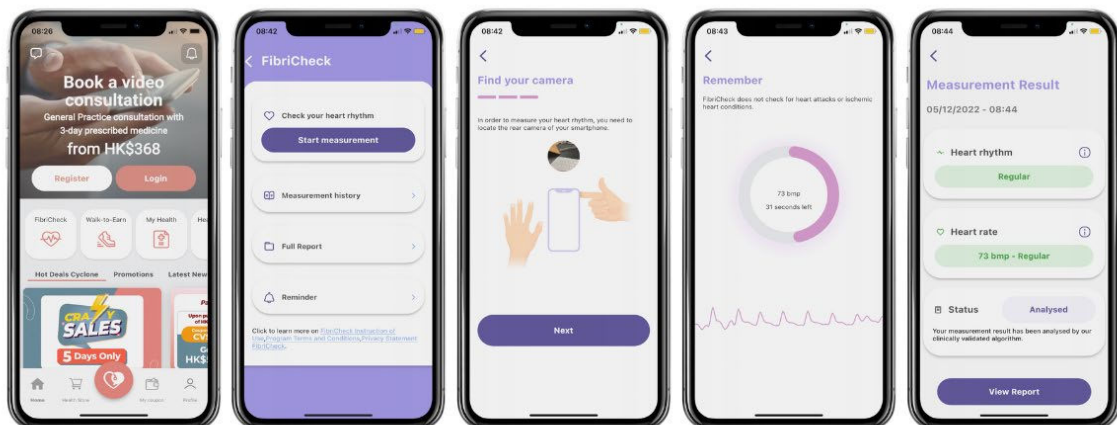 08:26
Book a video
consultation
General Practice consultation with
3-day prescribed medicine
from HK$368
Register
Login
FibriCheck
Walk-to-Earn
My Health
Hot Deals Cyclone
Promotions
Latest New
CRAZY
SALES
5 Days Only
HK$
Home
Health Store
My coupon
Profile
08:42
FibriCheck
Check your heart rhythm
Start measurement
Measurement history
Full Report
Reminder
Click to learn more on FibriCheck Instruction of
Use,Program Terms and Conditions,Privacy Statement
FibriCheck.
08:42
Find your camera
In order to measure your heart rhythm, you need to
locate the rear camera of your smartphone.
Next
08:43
Remember
FibriCheck does not check for heart attacks or ischemic
heart conditions.
73 bmp
31 seconds left
08:44
Measurement Result
05/12/2022 - 08:44
Heart rhythm
Regular
Heart rate
73 bmp - Regular
Status
Analysed
Your measurement result has been analysed by our
clinically validated algorithm.
View Report